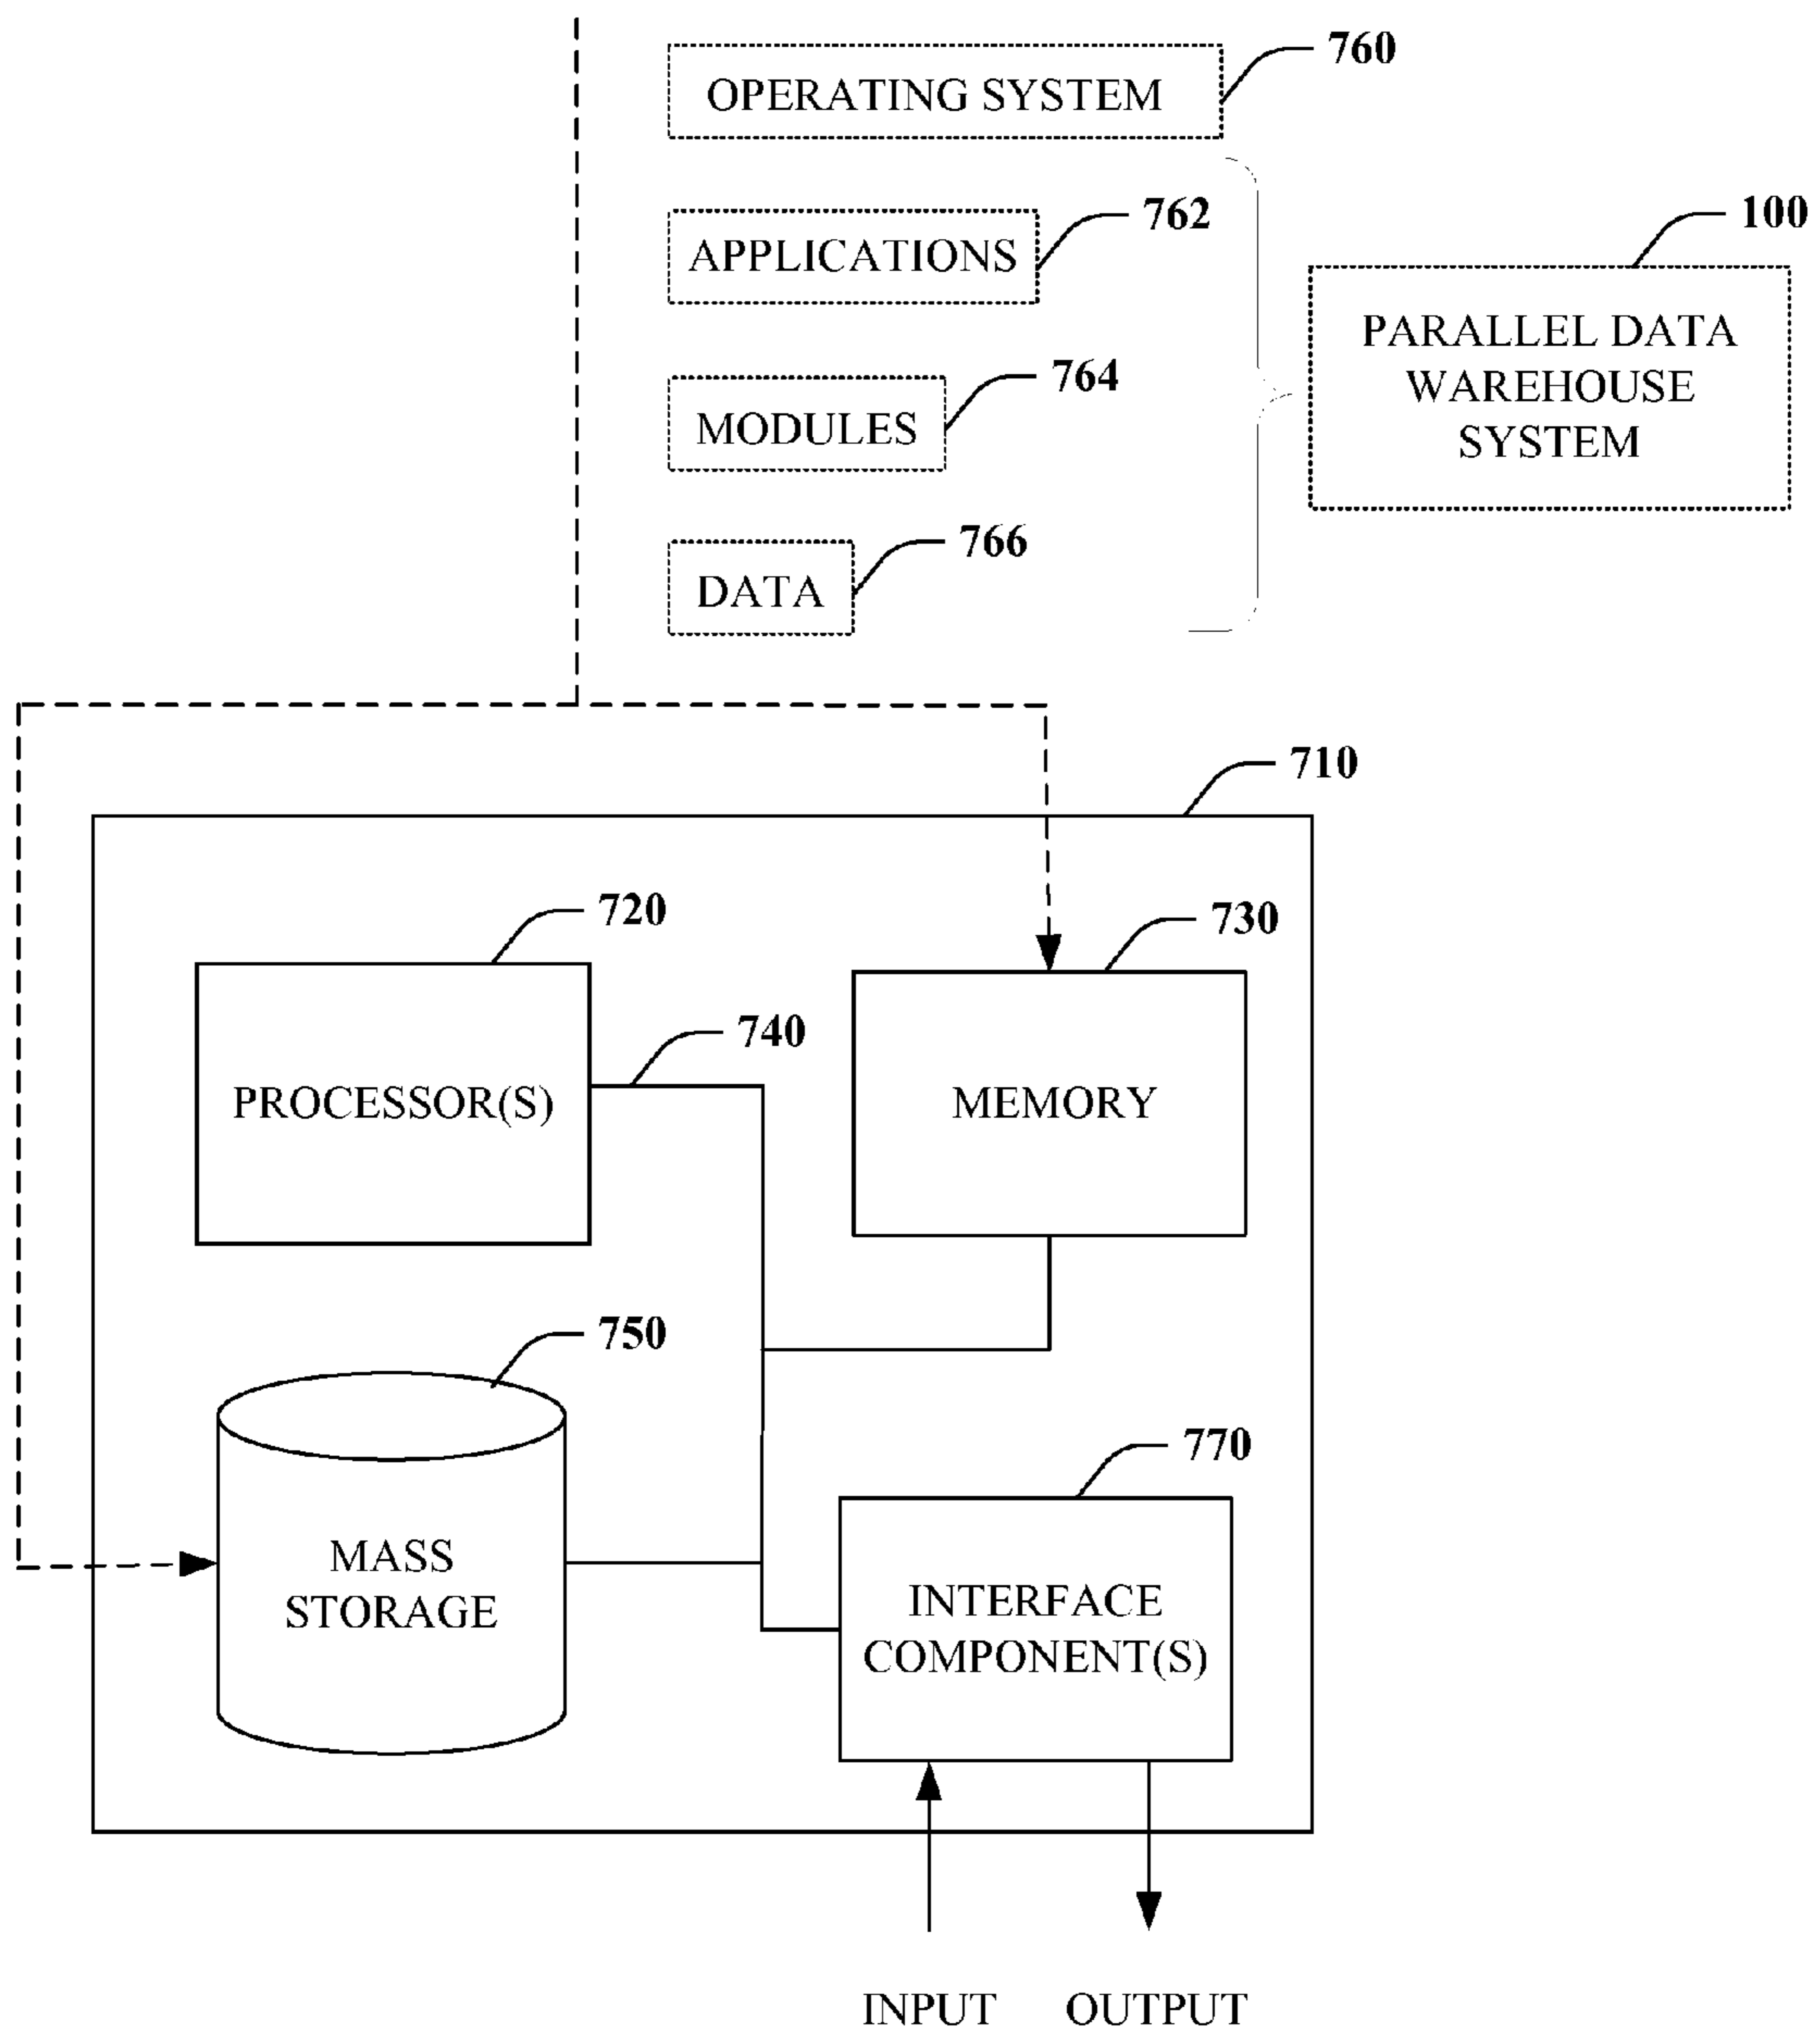 760
OPERATING SYSTEM
762
APPLICATIONS
100
PARALLEL DATA
WAREHOUSE
SYSTEM
764
MODULES
766
DATA
710
720
730
740
PROCESSOR(S)
MEMORY
750
770
MASS
STORAGE
INTERFACE
COMPONENT(S)
INPUT
OUTPUT